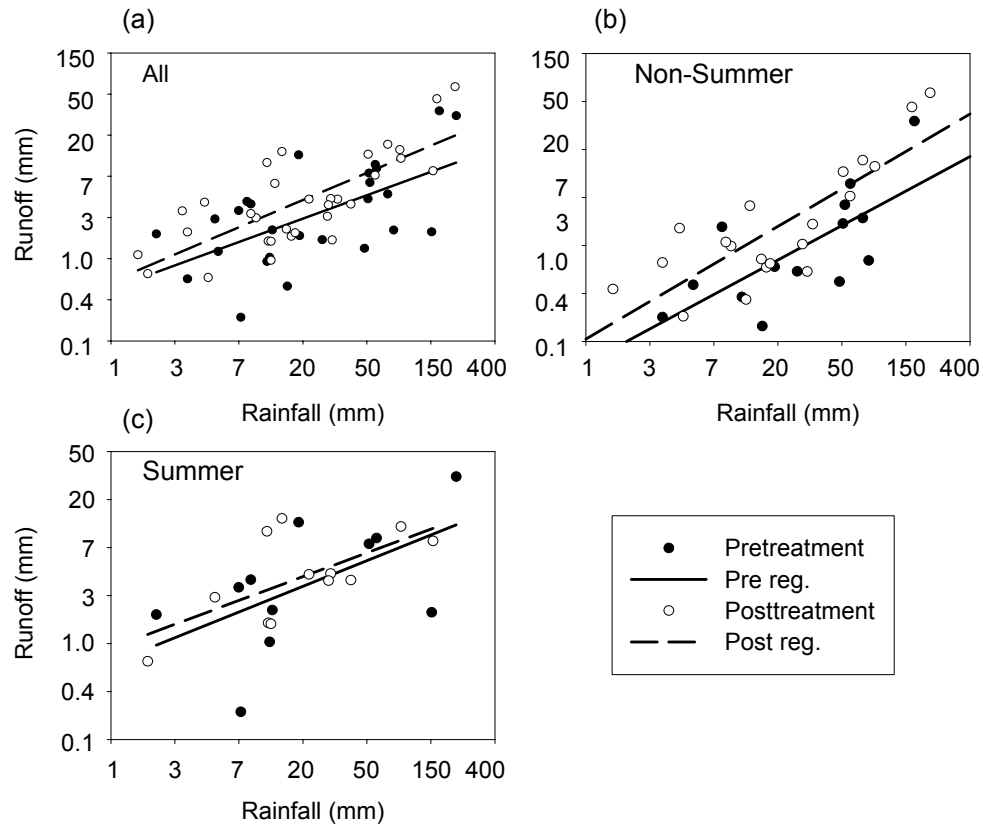 (a)
All
150
50
20
7
3
1.0
0.4
0.1
Runoff (mm)
1 3 7 20 50 150 400
Rainfall (mm)
(b)
Non-Summer
150
50
20
7
3
1.0
0.4
0.1
1 3 7 20 50 150 400
Rainfall (mm)
(c)
Summer
50
20
7
3
1.0
0.4
0.1
Runoff (mm)
1 3 7 20 50 150 400
Rainfall (mm)
Pretreatment
Pre reg.
Posttreatment
Post reg.